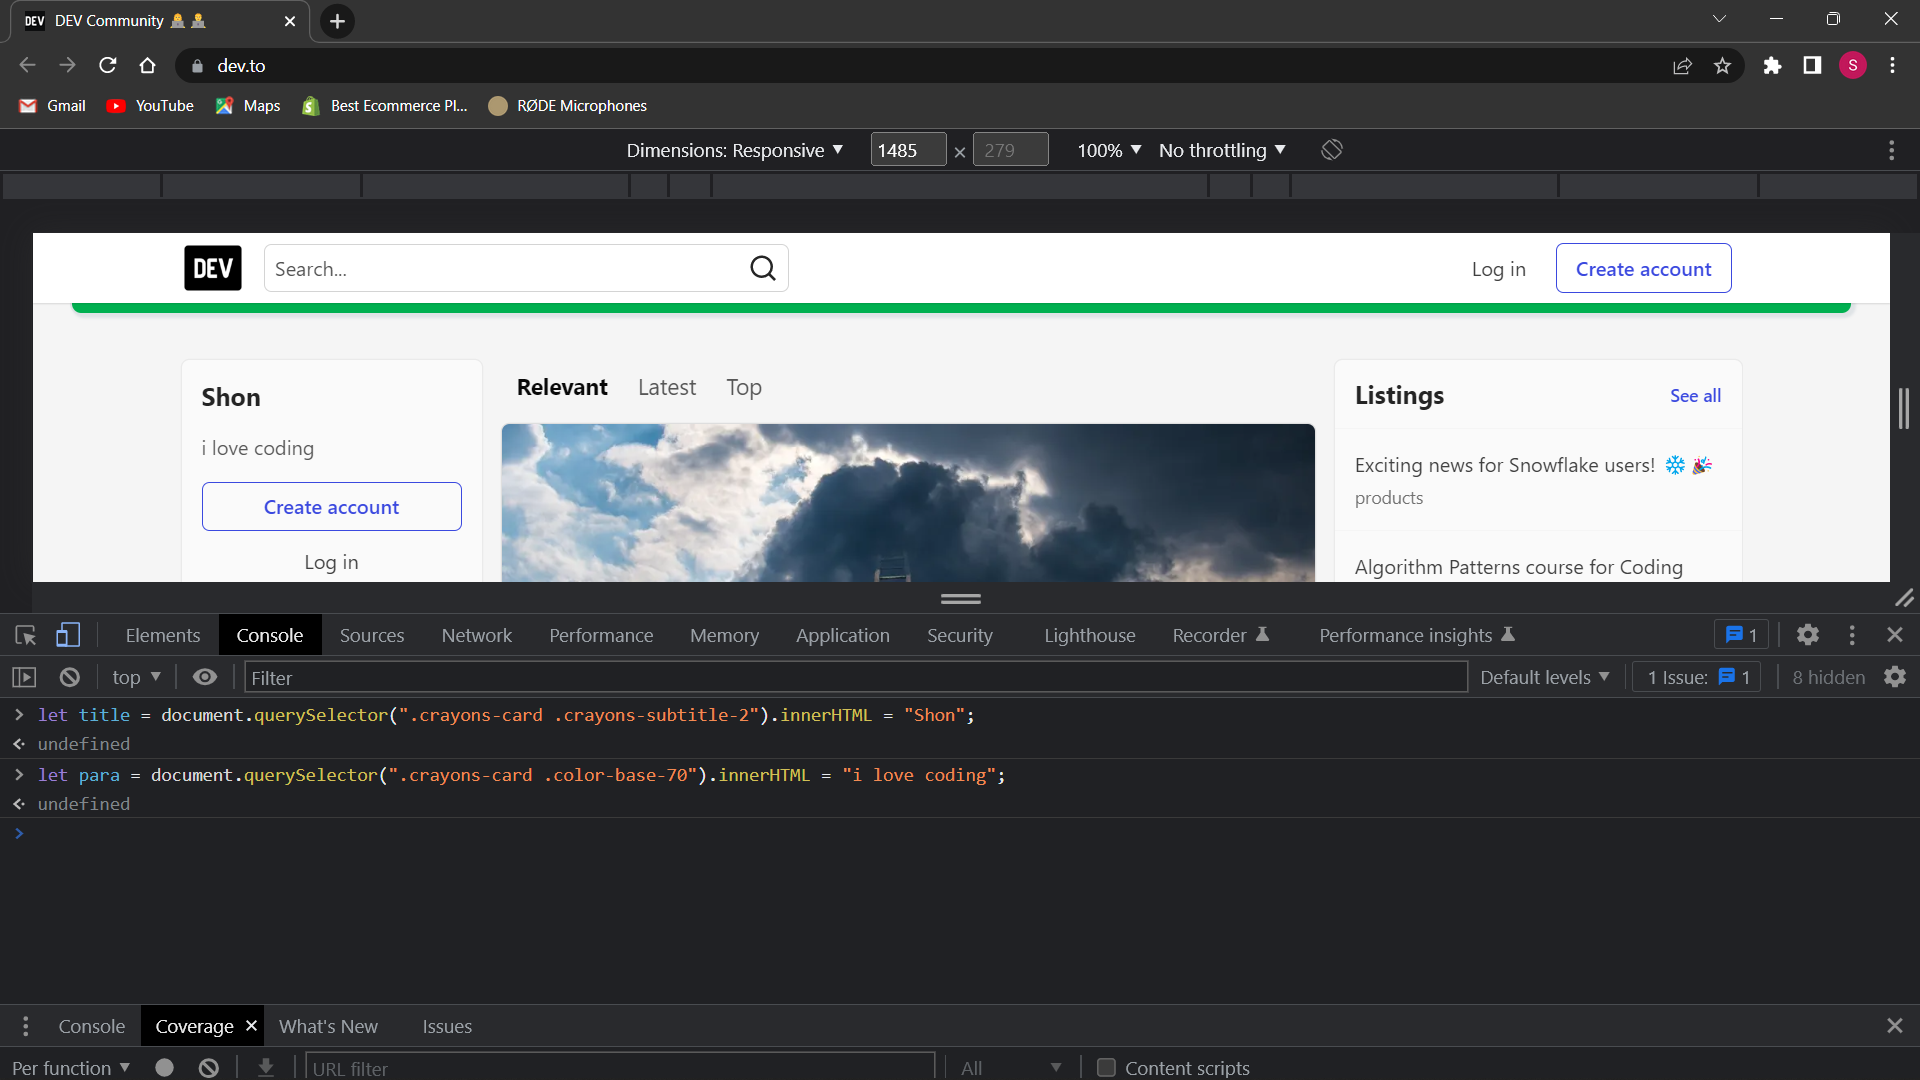 DEV DEV Community
dev.to S
Gmail YouTube Maps Best Ecommerce Pl... RØDE Microphones
Dimensions: Responsive ▼ 1485 × 279 100% ▼ No throttling ▼
DEV Search... Log in Create account
Shon
i love coding
Create account
Log in
Relevant Latest Top
Listings See all
Exciting news for Snowflake users! ❄️ 🎉
products
Algorithm Patterns course for Coding
Elements Console Sources Network Performance Memory Application Security Lighthouse Recorder Performance insights 1
top ▼ Filter Default levels ▼ 1 Issue: 1 8 hidden
> let title = document.querySelector(".crayons-card .crayons-subtitle-2").innerHTML = "Shon";
undefined
> let para = document.querySelector(".crayons-card .color-base-70").innerHTML = "i love coding";
undefined
>
Console Coverage × What's New Issues
Per function ▼ URL filter All ▼ Content scripts